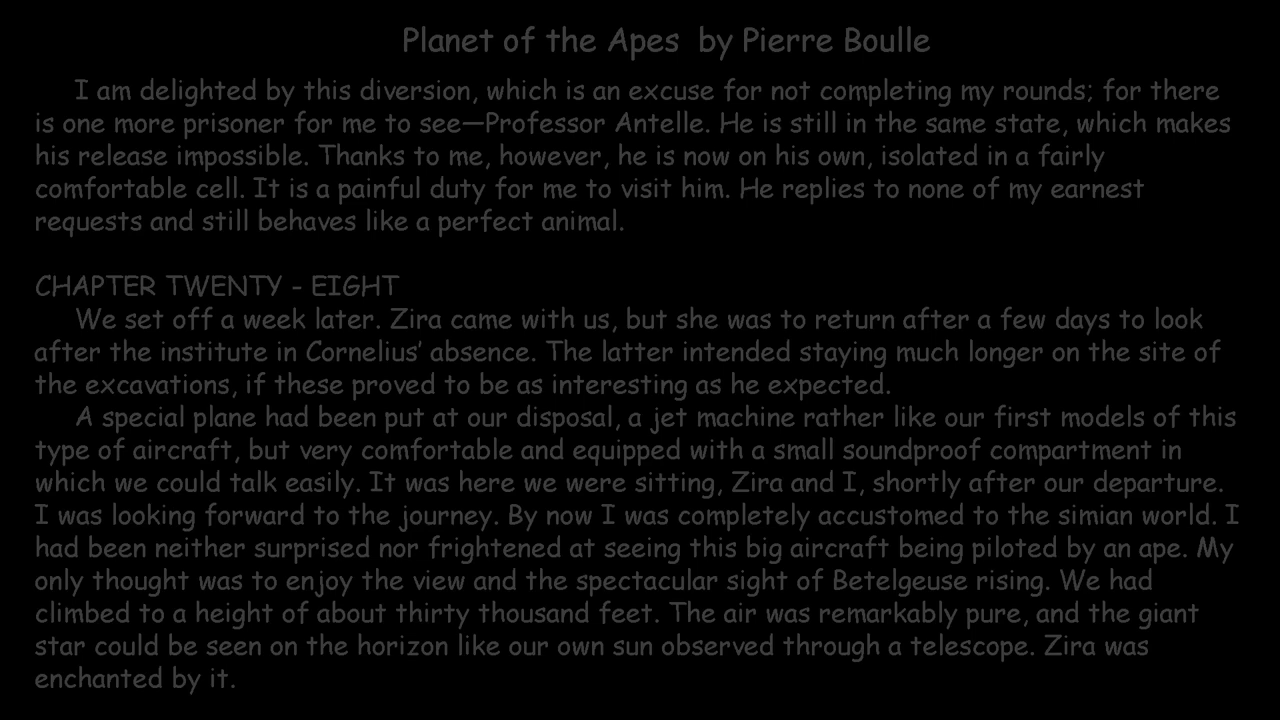 Planet of the Apes  by Pierre Boulle
I am delighted by this diversion, which is an excuse for not completing my rounds; for there
is one more prisoner for me to see—Professor Antelle. He is still in the same state, which makes
his release impossible. Thanks to me, however, he is now on his own, isolated in a fairly
comfortable cell. It is a painful duty for me to visit him. He replies to none of my earnest
requests and still behaves like a perfect animal.
CHAPTER TWENTY - EIGHT
We set off a week later. Zira came with us, but she was to return after a few days to look
after the institute in Cornelius’ absence. The latter intended staying much longer on the site of
the excavations, if these proved to be as interesting as he expected.
A special plane had been put at our disposal, a jet machine rather like our first models of this
type of aircraft, but very comfortable and equipped with a small soundproof compartment in
which we could talk easily. It was here we were sitting, Zira and I, shortly after our departure.
I was looking forward to the journey. By now I was completely accustomed to the simian world. I
had been neither surprised nor frightened at seeing this big aircraft being piloted by an ape. My
only thought was to enjoy the view and the spectacular sight of Betelgeuse rising. We had
climbed to a height of about thirty thousand feet. The air was remarkably pure, and the giant
star could be seen on the horizon like our own sun observed through a telescope. Zira was
enchanted by it.